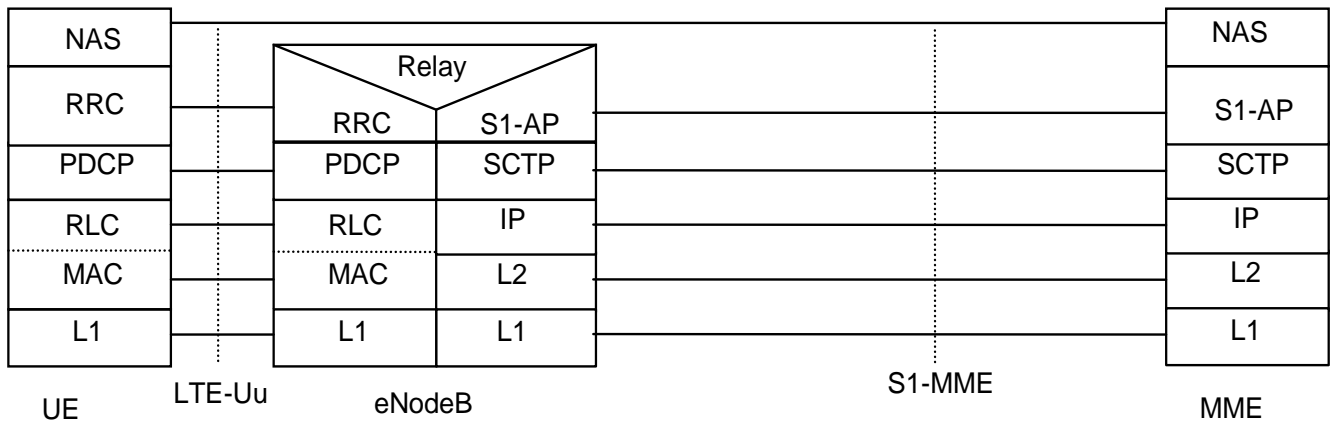 NAS
NAS
Relay
RRC
RRC
S1-AP
S1-AP
PDCP
PDCP
SCTP
SCTP
RLC
RLC
IP
IP
MAC
MAC
L2
L2
L1
L1
L1
L1
UE
LTE-Uu
eNodeB
S1-MME
MME